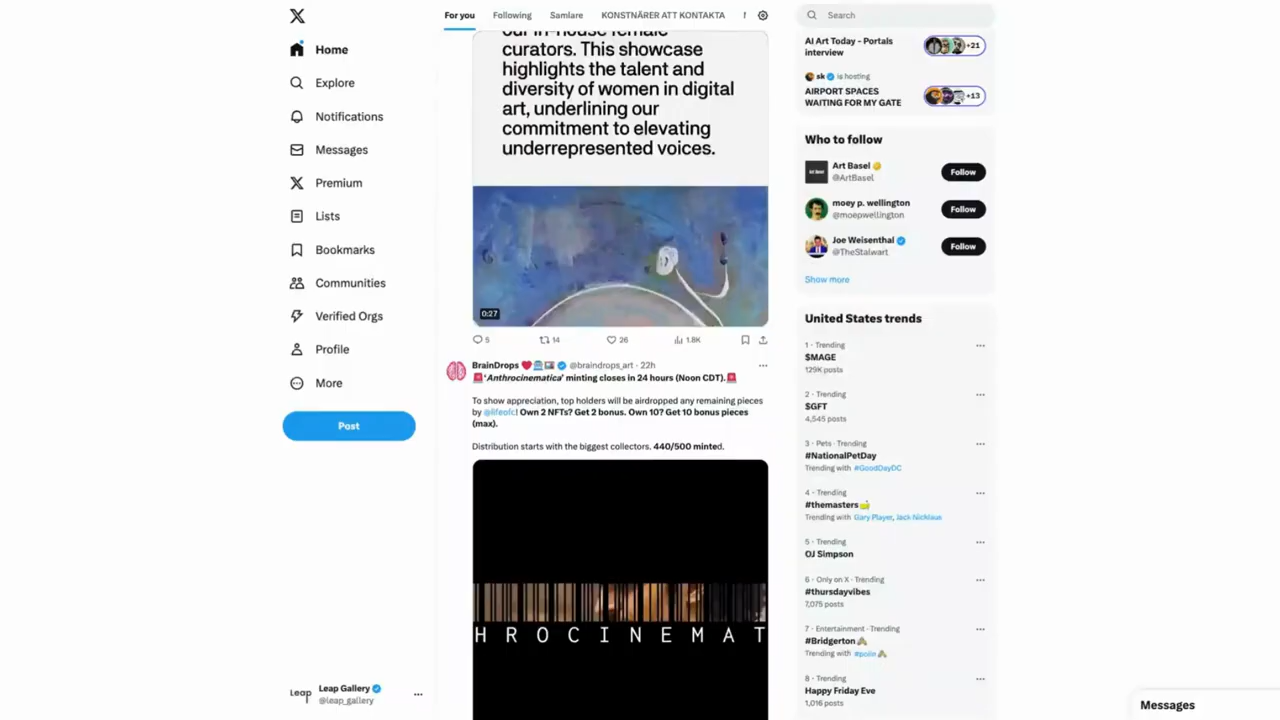 Home
Explore
Notifications
Messages
Premium
Lists
Bookmarks
Communities
Verified Orgs
Profile
More
Post
Leap
Leap Gallery
@leap_gallery
For you
Following
Samlare
KONSTNÄRER ATT KONTAKTA
our in-house female
curators. This showcase
highlights the talent and
diversity of women in digital
art, underlining our
commitment to elevating
underrepresented voices.
0:27
5
14
26
1.8K
BrainDrops @braindrops_art · 22h
'Anthrocinematica' minting closes in 24 hours (Noon CDT).
To show appreciation, top holders will be airdropped any remaining pieces
by @lifeofc! Own 2 NFTs? Get 2 bonus. Own 10? Get 10 bonus pieces
(max).
Distribution starts with the biggest collectors. 440/500 minted.
HROCINEMAT
Search
AI Art Today - Portals
interview
+21
sk is hosting
AIRPORT SPACES
WAITING FOR MY GATE
+13
Who to follow
Art Basel
@ArtBasel
Follow
moey p. wellington
@moepwellington
Follow
Joe Weisenthal
@TheStalwart
Follow
Show more
United States trends
1 · Trending
$MAGE
129K posts
2 · Trending
$GFT
4,545 posts
3 · Pets · Trending
#NationalPetDay
Trending with #GoodDayDC
4 · Trending
#themasters
Trending with Gary Player, Jack Nicklaus
5 · Trending
OJ Simpson
6 · Only on X · Trending
#thursdayvibes
7,075 posts
7 · Entertainment · Trending
#Bridgerton
Trending with #polin
8 · Trending
Happy Friday Eve
1,016 posts
Messages